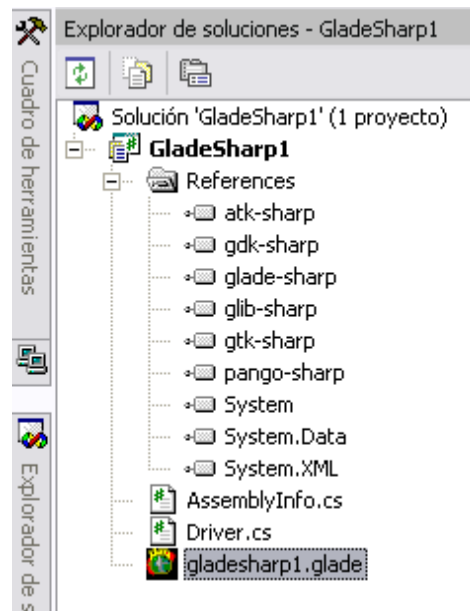 Explorador de soluciones - GladeSharp1
Cuadro de herramientas
Solución 'GladeSharp1' (1 proyecto)
GladeSharp1
References
atk-sharp
gdk-sharp
glade-sharp
glib-sharp
gtk-sharp
pango-sharp
System
System.Data
System.XML
AssemblyInfo.cs
Driver.cs
gladesharp1.glade
Explorador de s